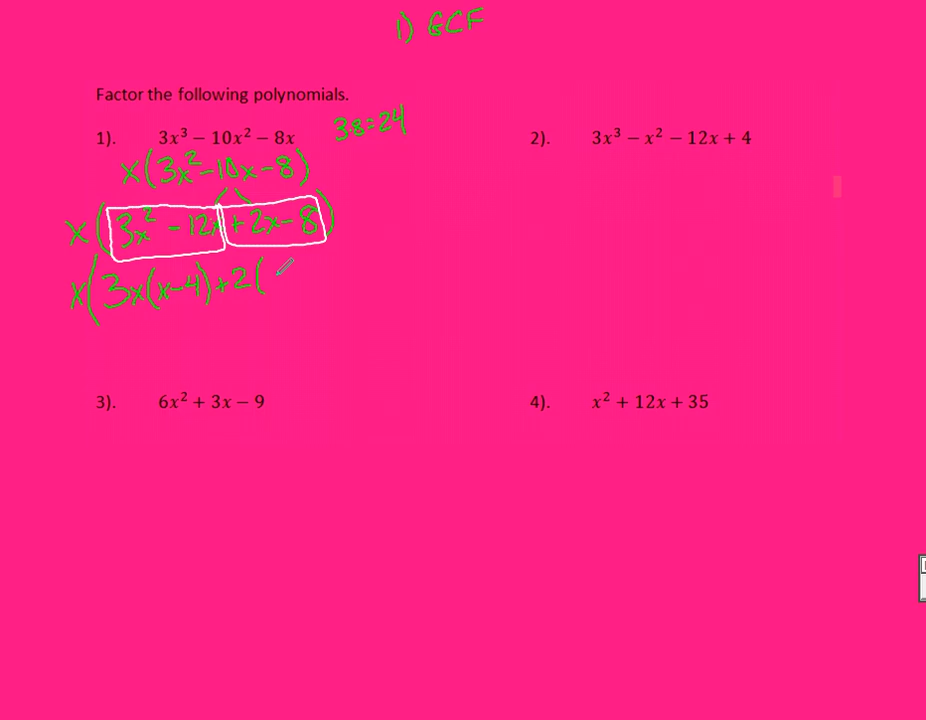 1) GCF
Factor the following polynomials.
1). 3x³ − 10x² − 8x 3·8=24
2). 3x³ − x² − 12x + 4
x(3x²-10x-8)
x(3x²-12x+2x-8)
x(3x(x-4)+2(
3). 6x² + 3x − 9
4). x² + 12x + 35